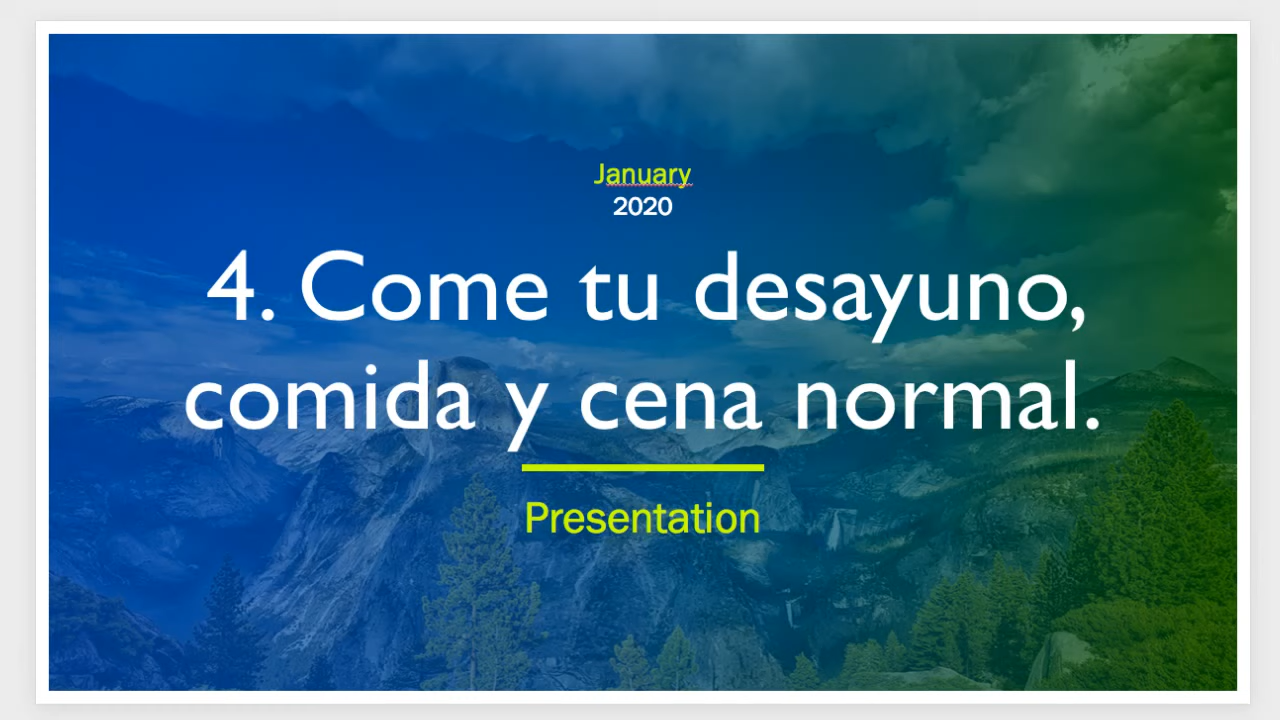 January
2020
4. Come tu desayuno,
comida y cena normal.
Presentation